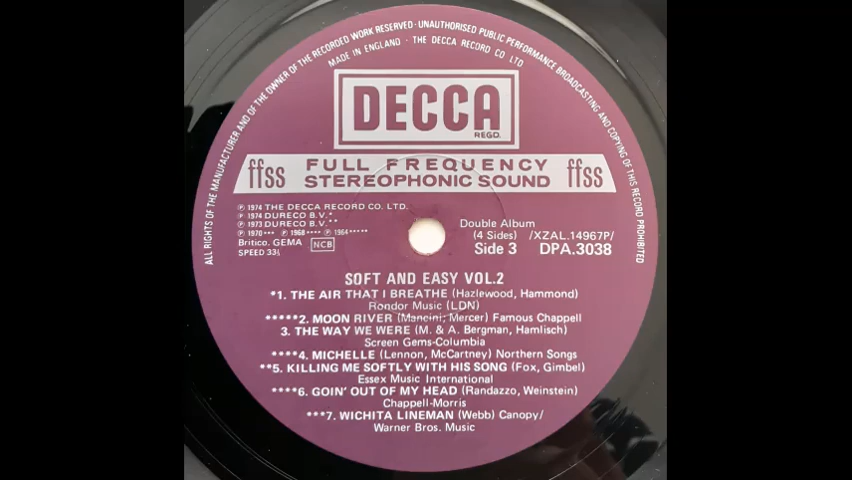 ALL RIGHTS OF THE MANUFACTURER AND OF THE OWNER OF THE RECORDED WORK RESERVED · UNAUTHORISED PUBLIC PERFORMANCE BROADCASTING AND COPYING OF THIS RECORD PROHIBITED
MADE IN ENGLAND · THE DECCA RECORD CO LTD
DECCA
REGD.
ffss FULL FREQUENCY STEREOPHONIC SOUND ffss
℗ 1974 THE DECCA RECORD CO. LTD.
℗ 1974 DURECO B.V.*
℗ 1973 DURECO B.V.**
℗ 1970*** ℗ 1968**** ℗ 1964*****
Britico. GEMA NCB
SPEED 33⅓
Double Album
(4 Sides) /XZAL.14967P/
Side 3 DPA.3038
SOFT AND EASY VOL.2
*1. THE AIR THAT I BREATHE (Hazlewood, Hammond)
Rondor Music (LDN)
*****2. MOON RIVER (Mancini; Mercer) Famous Chappell
3. THE WAY WE WERE (M. & A. Bergman, Hamlisch)
Screen Gems-Columbia
****4. MICHELLE (Lennon, McCartney) Northern Songs
**5. KILLING ME SOFTLY WITH HIS SONG (Fox, Gimbel)
Essex Music International
****6. GOIN' OUT OF MY HEAD (Randazzo, Weinstein)
Chappell-Morris
***7. WICHITA LINEMAN (Webb) Canopy/
Warner Bros. Music